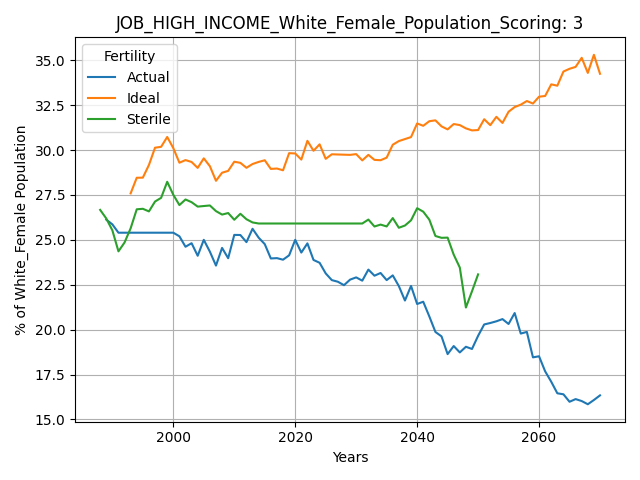 JOB_HIGH_INCOME_White_Female_Population_Scoring: 3
Fertility
Actual
Ideal
Sterile
35.0
32.5
30.0
27.5
25.0
22.5
20.0
17.5
15.0
% of White_Female Population
2000
2020
2040
2060
Years